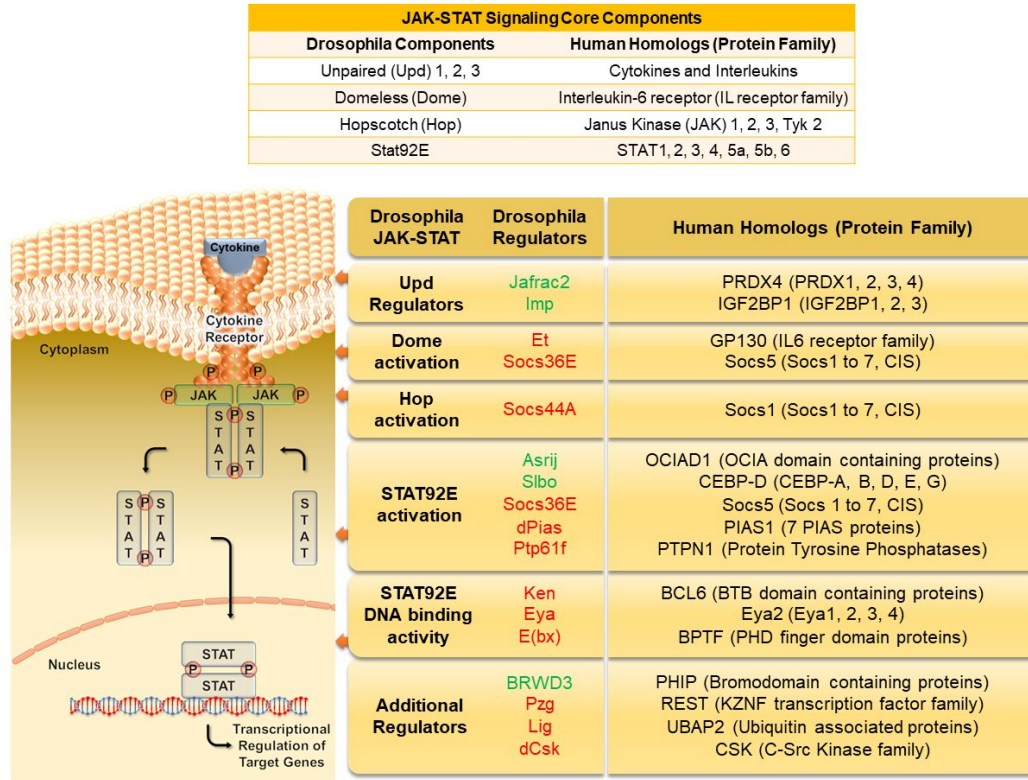 JAK-STAT Signaling Core Components
Drosophila Components Human Homologs (Protein Family)
Unpaired (Upd) 1, 2, 3 Cytokines and Interleukins
Domeless (Dome) Interleukin-6 receptor (IL receptor family)
Hopscotch (Hop) Janus Kinase (JAK) 1, 2, 3, Tyk 2
Stat92E STAT1, 2, 3, 4, 5a, 5b, 6
Cytokine
Cytokine
Receptor
Cytoplasm
P P
P JAK JAK P
P
STAT STAT
P
P
STAT STAT
P
STAT
Nucleus
STAT
P P
STAT
Transcriptional
Regulation of
Target Genes
Drosophila
JAK-STAT
Drosophila
Regulators
Human Homologs (Protein Family)
Upd
Regulators
Jafrac2 PRDX4 (PRDX1, 2, 3, 4)
Imp IGF2BP1 (IGF2BP1, 2, 3)
Dome
activation
Et GP130 (IL6 receptor family)
Socs36E Socs5 (Socs1 to 7, CIS)
Hop
activation
Socs44A Socs1 (Socs1 to 7, CIS)
STAT92E
activation
Asrij OCIAD1 (OCIA domain containing proteins)
Slbo CEBP-D (CEBP-A, B, D, E, G)
Socs36E Socs5 (Socs 1 to 7, CIS)
dPias PIAS1 (7 PIAS proteins)
Ptp61f PTPN1 (Protein Tyrosine Phosphatases)
STAT92E
DNA binding
activity
Ken BCL6 (BTB domain containing proteins)
Eya Eya2 (Eya1, 2, 3, 4)
E(bx) BPTF (PHD finger domain proteins)
Additional
Regulators
BRWD3 PHIP (Bromodomain containing proteins)
Pzg REST (KZNF transcription factor family)
Lig UBAP2 (Ubiquitin associated proteins)
dCsk CSK (C-Src Kinase family)